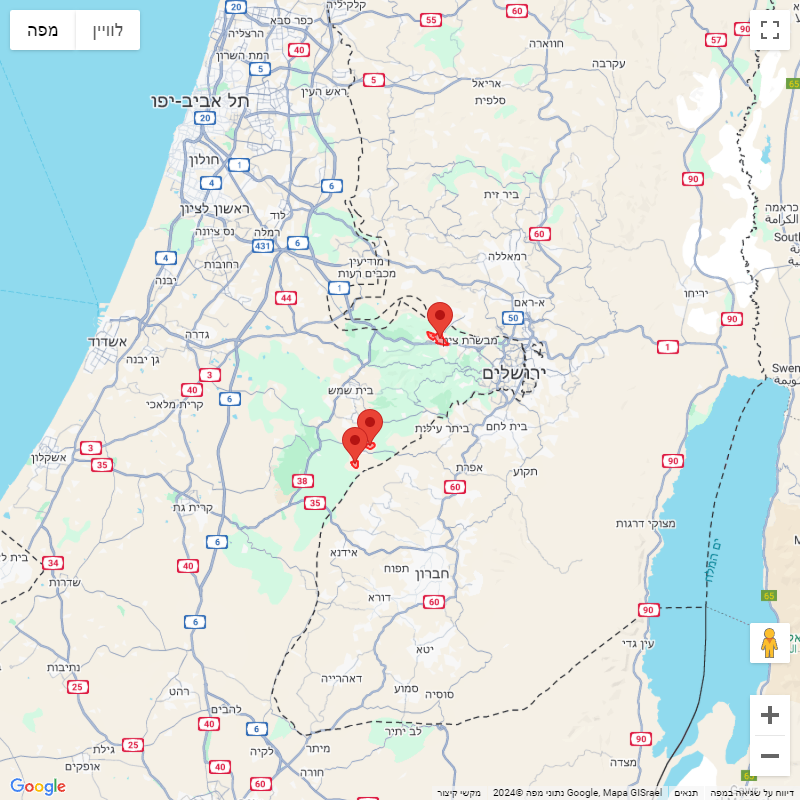 מפה
לוויין
קלקיליה
20
כפר סבא
55
60
57
90
הרצליה
חווארה
עקרבה
40
רמת השרון
5
5
ראש העין
אריאל
סלפית
65
תל אביב-יפו
20
חולון
1
4
6
90
ביר זית
ראשון לציון
לוד
נס ציונה
רמלה
431
6
60
4
רחובות
יבנה
מודיעין
מכבים רעות
רמאללה
כראמה
الكرامة
1
44
יריחו
א-ראם
50
90
גדרה
אשדוד
גן יבנה
1
ירושלים
בית שמש
3
40
6
קרית מלאכי
ביתר עילית
בית לחם
3
35
אשקלון
90
38
35
אפרת
תקוע
60
קרית גת
מצוקי דרגות
6
34
40
שדרות
אידנא
תפוח
חברון
ים המלח
דורא
60
90
65
6
יטא
עין גדי
נתיבות
25
רהט
דאהרייה
סמוע
סוסיה
להבים
40
6
25
גילת
אופקים
לקיה
מיתר
חורה
לב יתיר
90
מצדה
40
60
Google
מקשי קיצור
נתוני מפה ©2024 Google, Mapa GISrael
תנאים
דיווח על שגיאה במפה